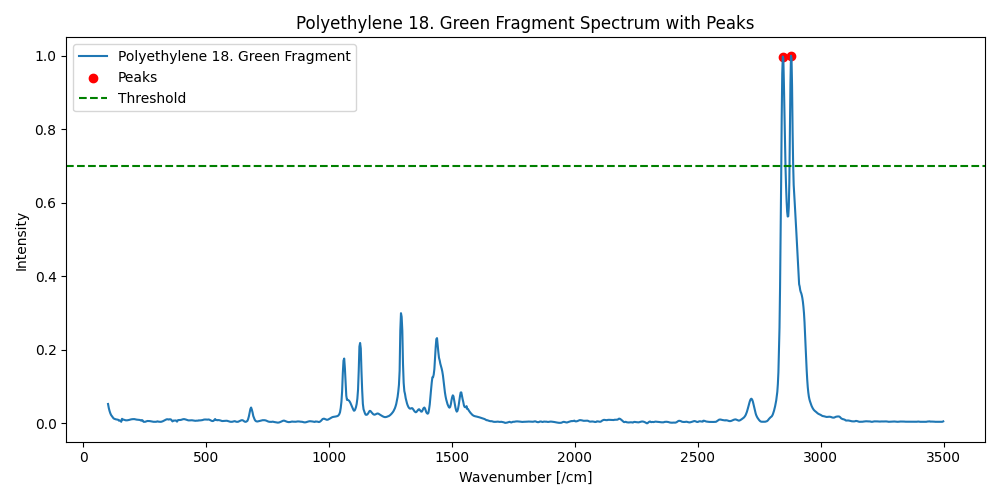 Polyethylene 18. Green Fragment Spectrum with Peaks
Polyethylene 18. Green Fragment
Peaks
Threshold
Intensity
1.0
0.8
0.6
0.4
0.2
0.0
0 500 1000 1500 2000 2500 3000 3500
Wavenumber [/cm]